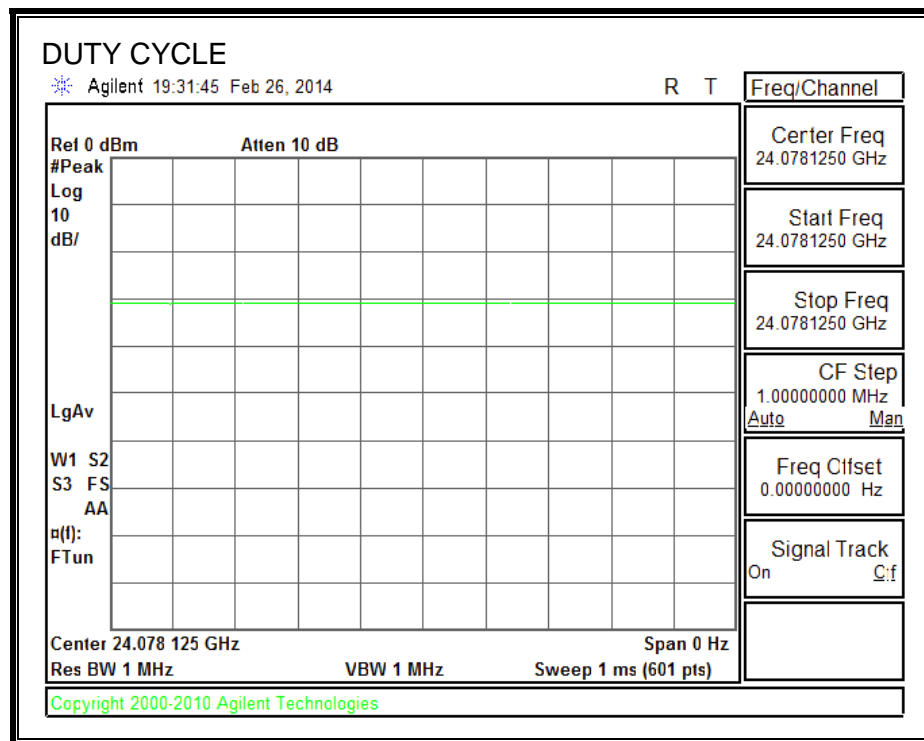 DUTY CYCLE
Agilent 19:31:45 Feb 26, 2014 R T
Ref 0 dBm Atten 10 dB
#Peak
Log
10
dB/
LgAv
W1 S2
S3 FS
AA
¤(f):
FTun
Center 24.078 125 GHz Span 0 Hz
Res BW 1 MHz VBW 1 MHz Sweep 1 ms (601 pts)
Copyright 2000-2010 Agilent Technologies
Freq/Channel
Center Freq
24.0781250 GHz
Start Freq
24.0781250 GHz
Stop Freq
24.0781250 GHz
CF Step
1.00000000 MHz
Auto Man
Freq Offset
0.00000000 Hz
Signal Track
On Off